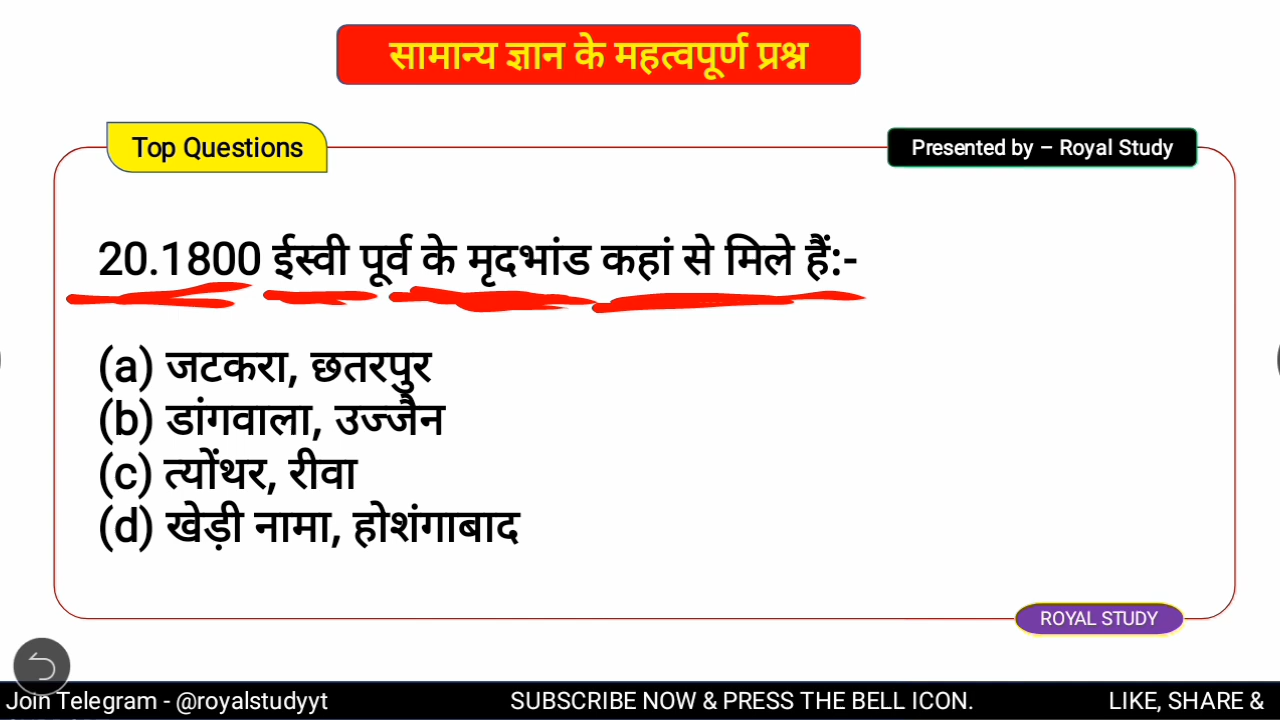 सामान्य ज्ञान के महत्वपूर्ण प्रश्न
Top Questions
Presented by – Royal Study
20.1800 ईस्वी पूर्व के मृदभांड कहां से मिले हैं:-
(a) जटकरा, छतरपुर
(b) डांगवाला, उज्जैन
(c) त्योंथर, रीवा
(d) खेड़ी नामा, होशंगाबाद
ROYAL STUDY
Join Telegram - @royalstudyyt
SUBSCRIBE NOW & PRESS THE BELL ICON.
LIKE, SHARE &